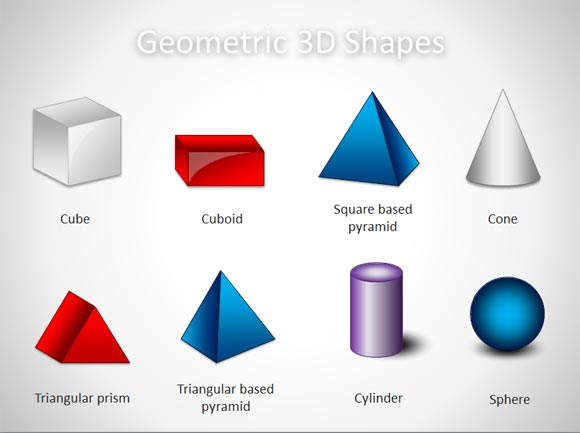 Geometric 3D Shapes
Cube
Cuboid
Square based
pyramid
Cone
Triangular prism
Triangular based
pyramid
Cylinder
Sphere